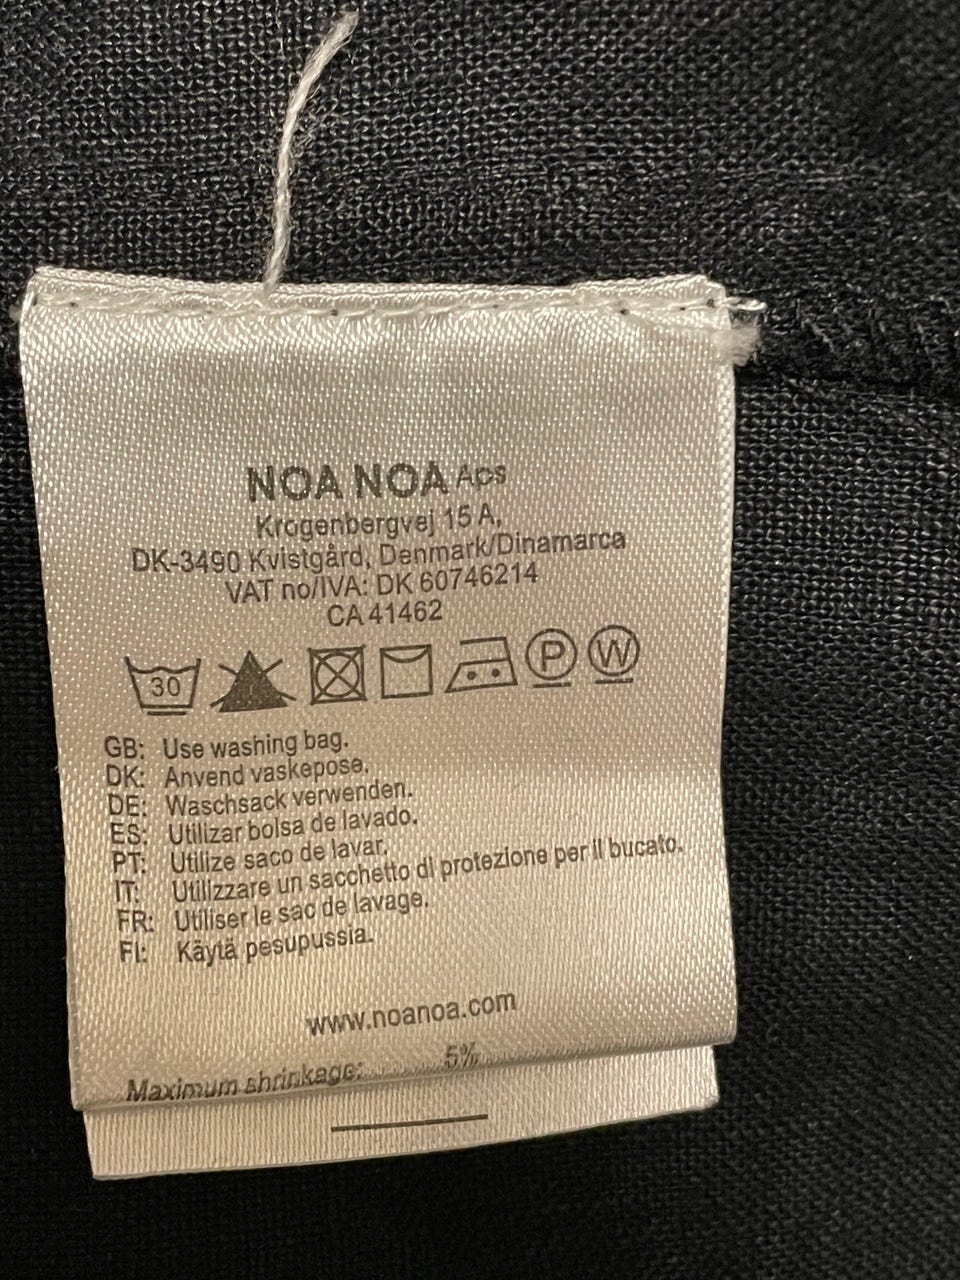 NOA NOA Aps
Krogenbergvej 15 A,
DK-3490 Kvistgård, Denmark/Dinamarca
VAT no/IVA: DK 60746214
CA 41462
30 P W
GB: Use washing bag.
DK: Anvend vaskepose.
DE: Waschsack verwenden.
ES: Utilizar bolsa de lavado.
PT: Utilize saco de lavar.
IT: Utilizzare un sacchetto di protezione per il bucato.
FR: Utiliser le sac de lavage.
FI: Käytä pesupussia.
www.noanoa.com
Maximum shrinkage: 5%